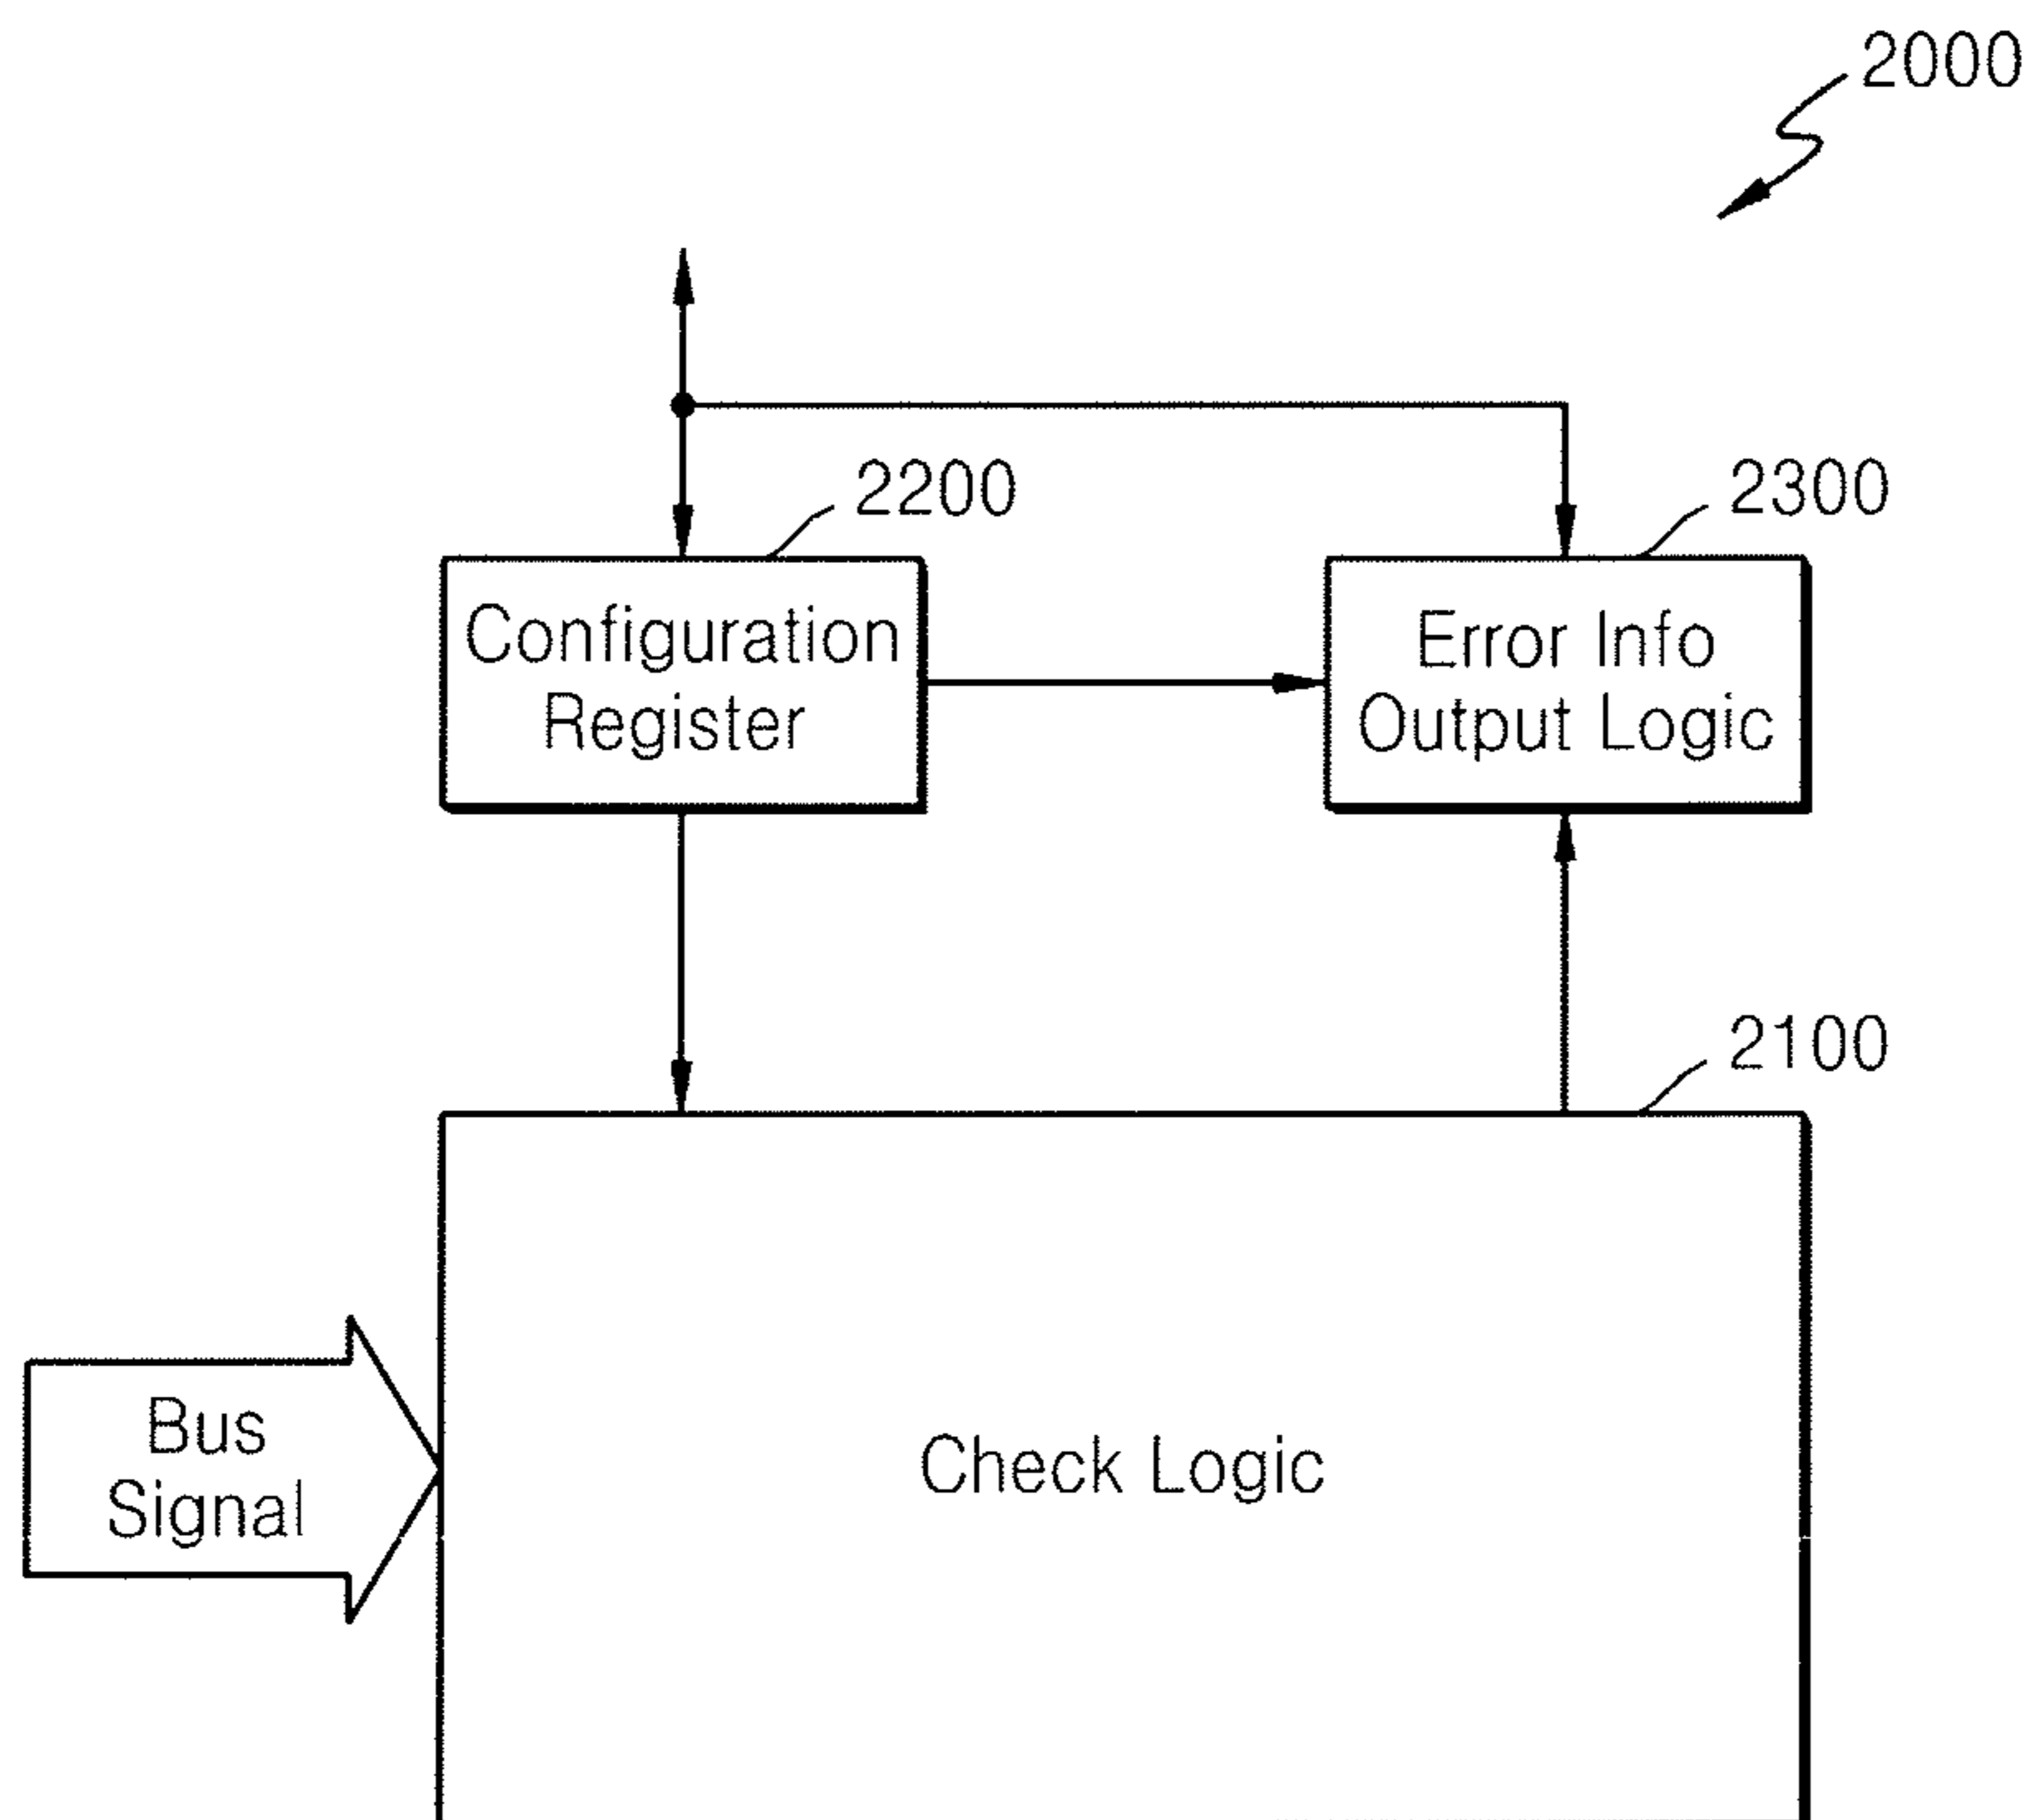 2000
2200
2300
Configuration
Register
Error Info
Output Logic
2100
Bus
Signal
Check Logic